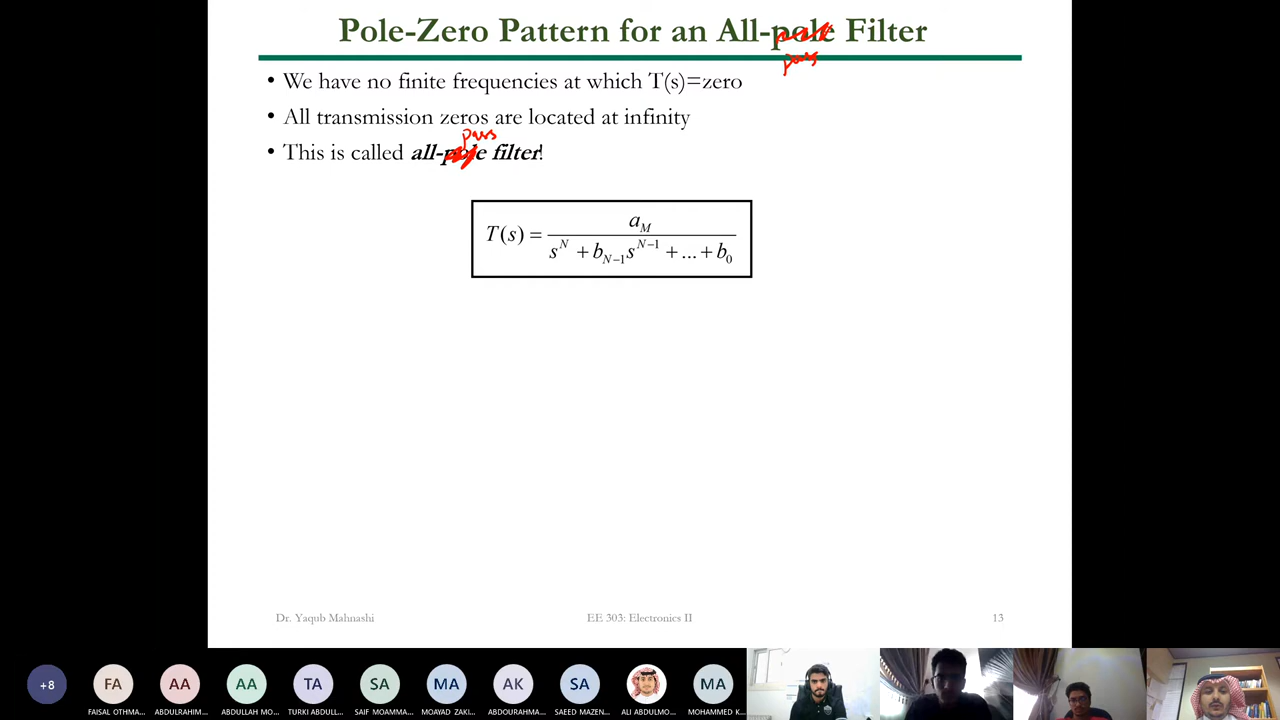 Pole-Zero Pattern for an All-pole Filter
pass
• We have no finite frequencies at which T(s)=zero
• All transmission zeros are located at infinity
pass
• This is called all-pole filter!
T(s) = a_M / (s^N + b_{N-1}s^{N-1} + ... + b_0)
Dr. Yaqub Mahnashi EE 303: Electronics II 13
+8 FA AA AA TA SA MA AK SA MA
FAISAL OTHMA... ABDULRAHIM... ABDULLAH MO... TURKI ABDULL... SAIF MOAMMA... MOAYAD ZAKI... ABDOURAHMA... SAEED MAZEN... ALI ABDULMO... MOHAMMED K...